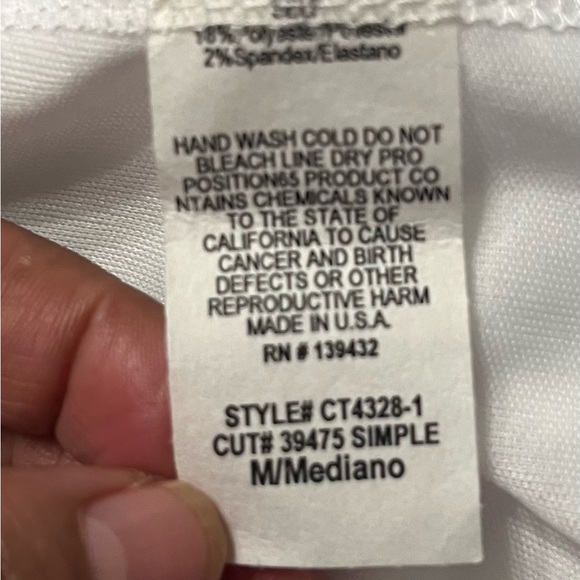 2%Spandex/Elastano
HAND WASH COLD DO NOT
BLEACH LINE DRY PRO
POSITION65 PRODUCT CO
NTAINS CHEMICALS KNOWN
TO THE STATE OF
CALIFORNIA TO CAUSE
CANCER AND BIRTH
DEFECTS OR OTHER
REPRODUCTIVE HARM
MADE IN U.S.A.
RN # 139432
STYLE# CT4328-1
CUT# 39475 SIMPLE
M/Mediano